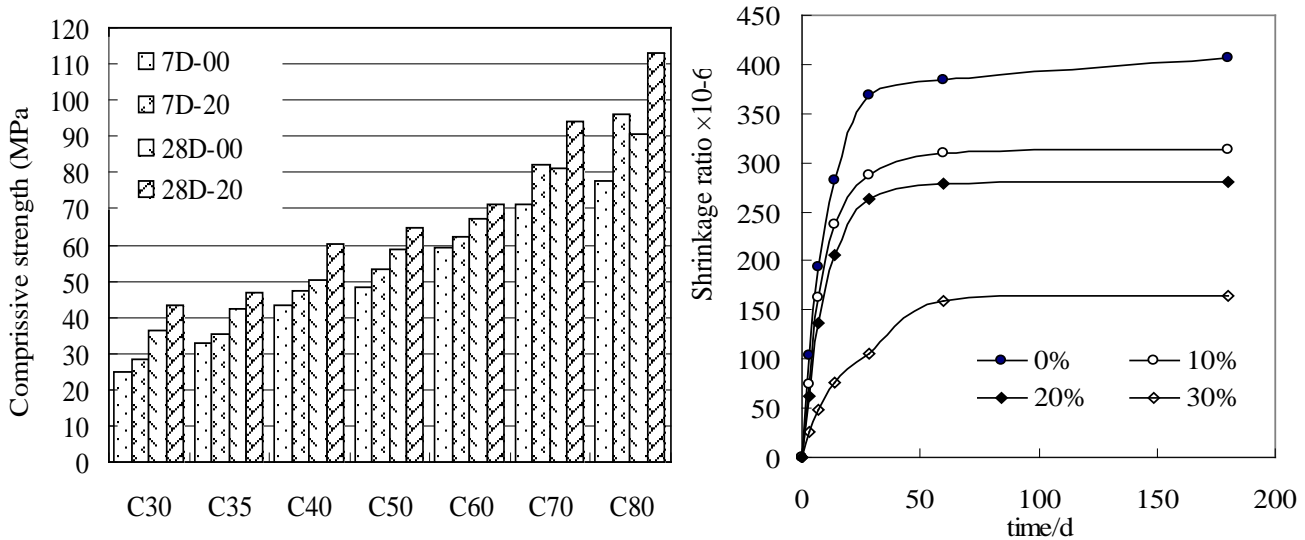 Comprissive strength (MPa
120
110
100
90
80
70
60
50
40
30
20
10
0
7D-00
7D-20
28D-00
28D-20
C30 C35 C40 C50 C60 C70 C80
Shrinkage ratio ×10-6
450
400
350
300
250
200
150
100
50
0
0% 10%
20% 30%
0 50 100 150 200
time/d